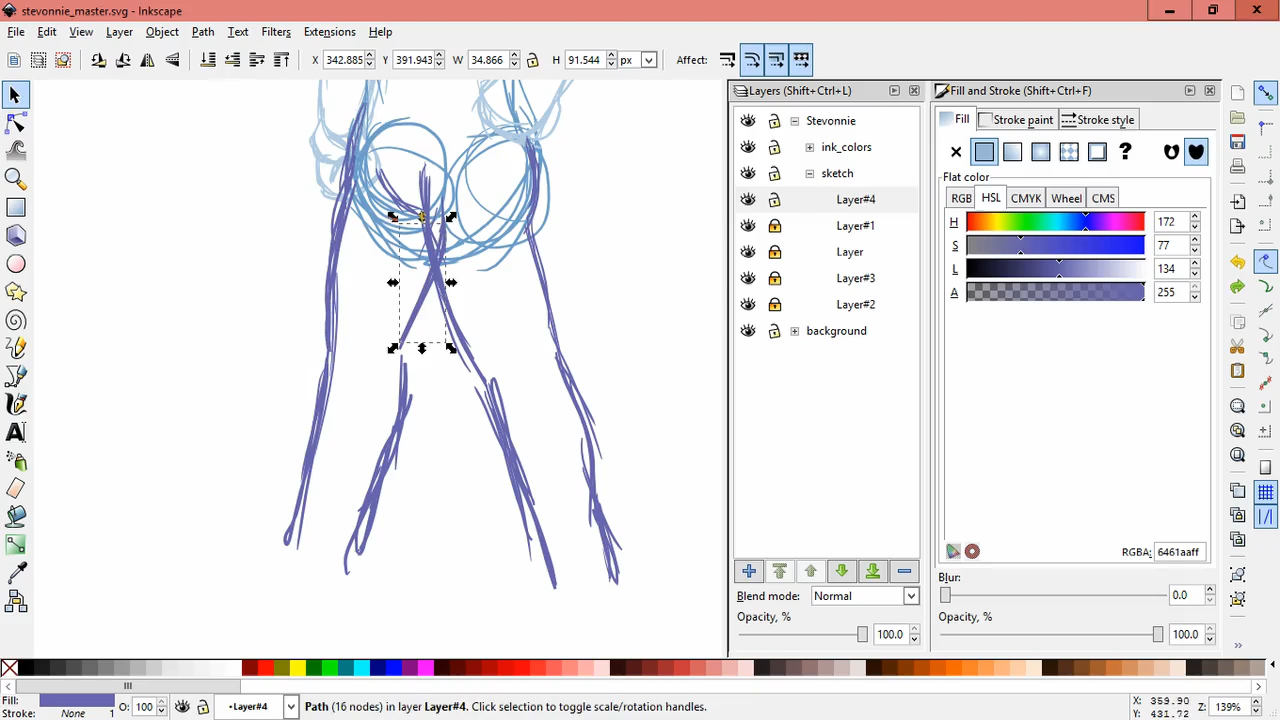 stevonnie_master.svg - Inkscape
File Edit View Layer Object Path Filters Text Extensions Help
X 342.885 Y 391.943 W 34.866 H 91.544 px Affect:
Layers (Shift+Ctrl+L)
Stevonnie
ink_colors
sketch
Layer#4
Layer#1
Layer
Layer#3
Layer#2
background
Blend mode: Normal
Opacity, %
100.0
Fill and Stroke (Shift+Ctrl+F)
Fill Stroke paint Stroke style
?
Flat color
RGB HSL CMYK Wheel CMS
H 172
S 77
L 134
A 255
RGBA: 6461aaff
Blur:
0.0
Opacity, %
100.0
Fill:
Stroke: None 1
O: 100
•Layer#4
Path (16 nodes) in layer Layer#4. Click selection to toggle scale/rotation handles.
X: 359.90
Y: 431.72
Z: 139%